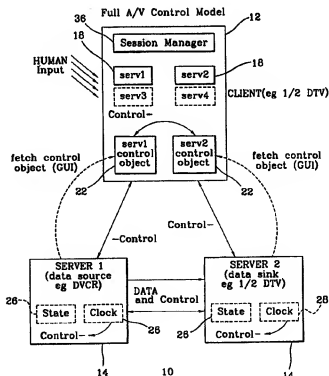 Full A/V Control Model
36
12
Session Manager
18
18
HUMAN
Input
serv1
serv2
serv3
serv4
CLIENT(eg 1/2 DTV)
Control-
serv1
control
object
serv2
control
object
fetch control
object (GUI)
fetch control
object (GUI)
22
22
-Control
Control-
SERVER 1
(data source
eg DVCR)
SERVER 2
(data sink
eg 1/2 DTV)
DATA
and Control
26
State
Clock
28
State
Clock
28
Control-
26
Control-
14
10
14